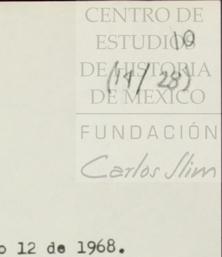 CENTRO DE
ESTUDIOS
10
DE HISTORIA
(14/28)
DE MÉXICO
FUNDACIÓN
Carlos Slim
o 12 de 1968.